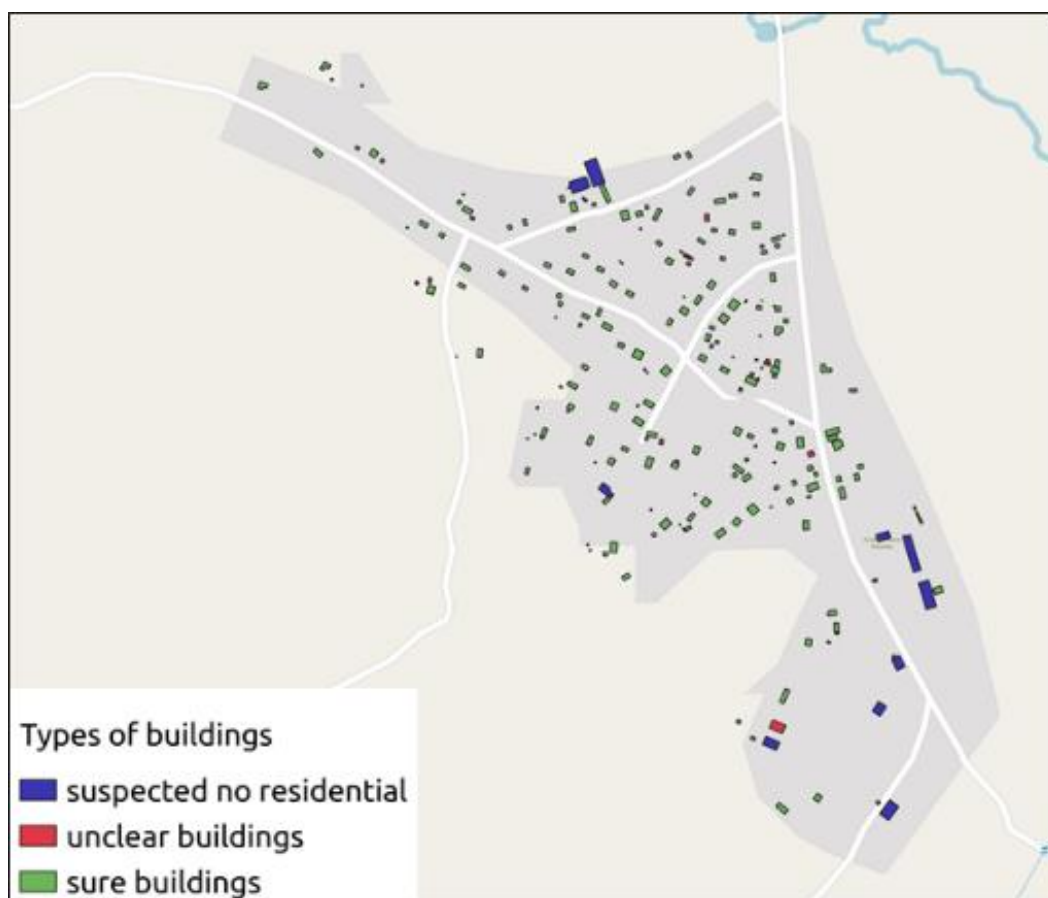 Types of buildings
suspected no residential
unclear buildings
sure buildings